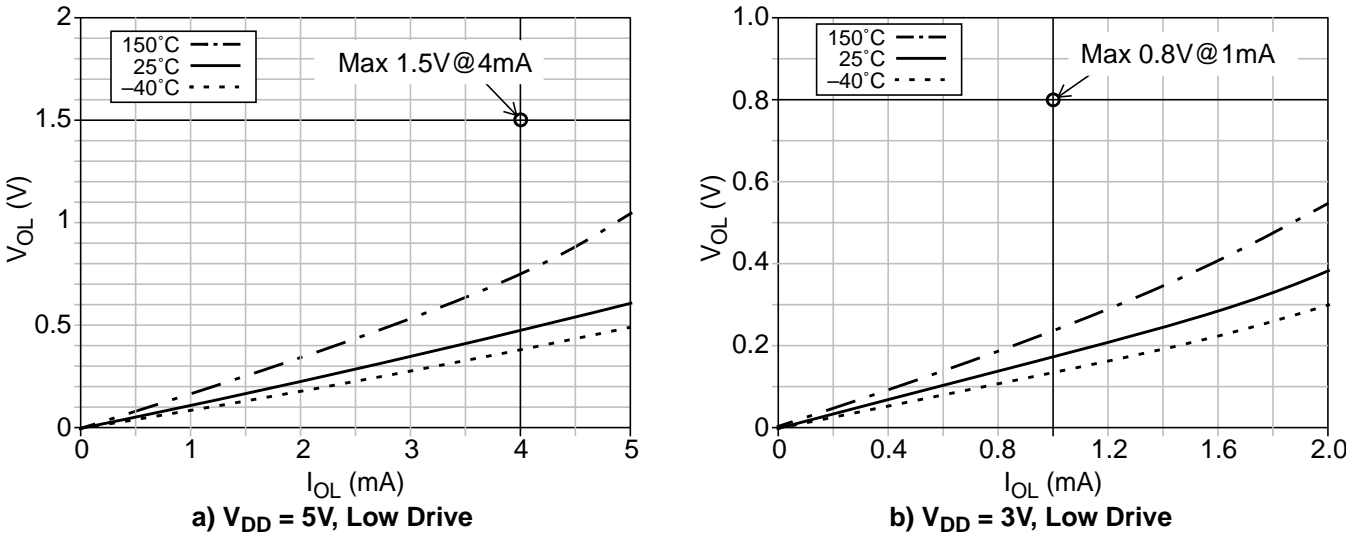 2
1.5
1
0.5
0
V_OL (V)
150˚C
25˚C
–40˚C
Max 1.5V@4mA
0
1
2
3
4
5
I_OL (mA)
a) V_DD = 5V, Low Drive
1.0
0.8
0.6
0.4
0.2
0
V_OL (V)
150˚C
25˚C
–40˚C
Max 0.8V@1mA
0
0.4
0.8
1.2
1.6
2.0
I_OL (mA)
b) V_DD = 3V, Low Drive